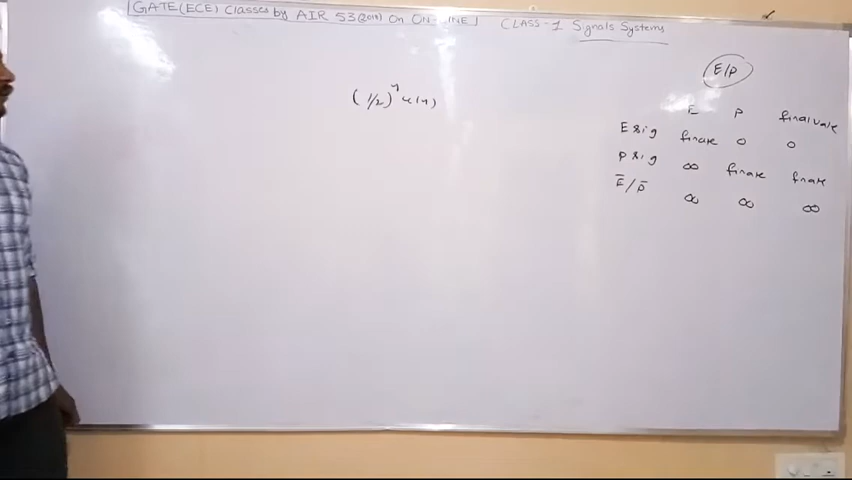 GATE(ECE) Classes by AIR 53(2015) On ON-LINE CLASS-1 Signals Systems
E/P
(1/2)^n u(n)
E P final value
E sig finite 0 0
P sig ∞ finite finite
E̅/P̅ ∞ ∞ ∞